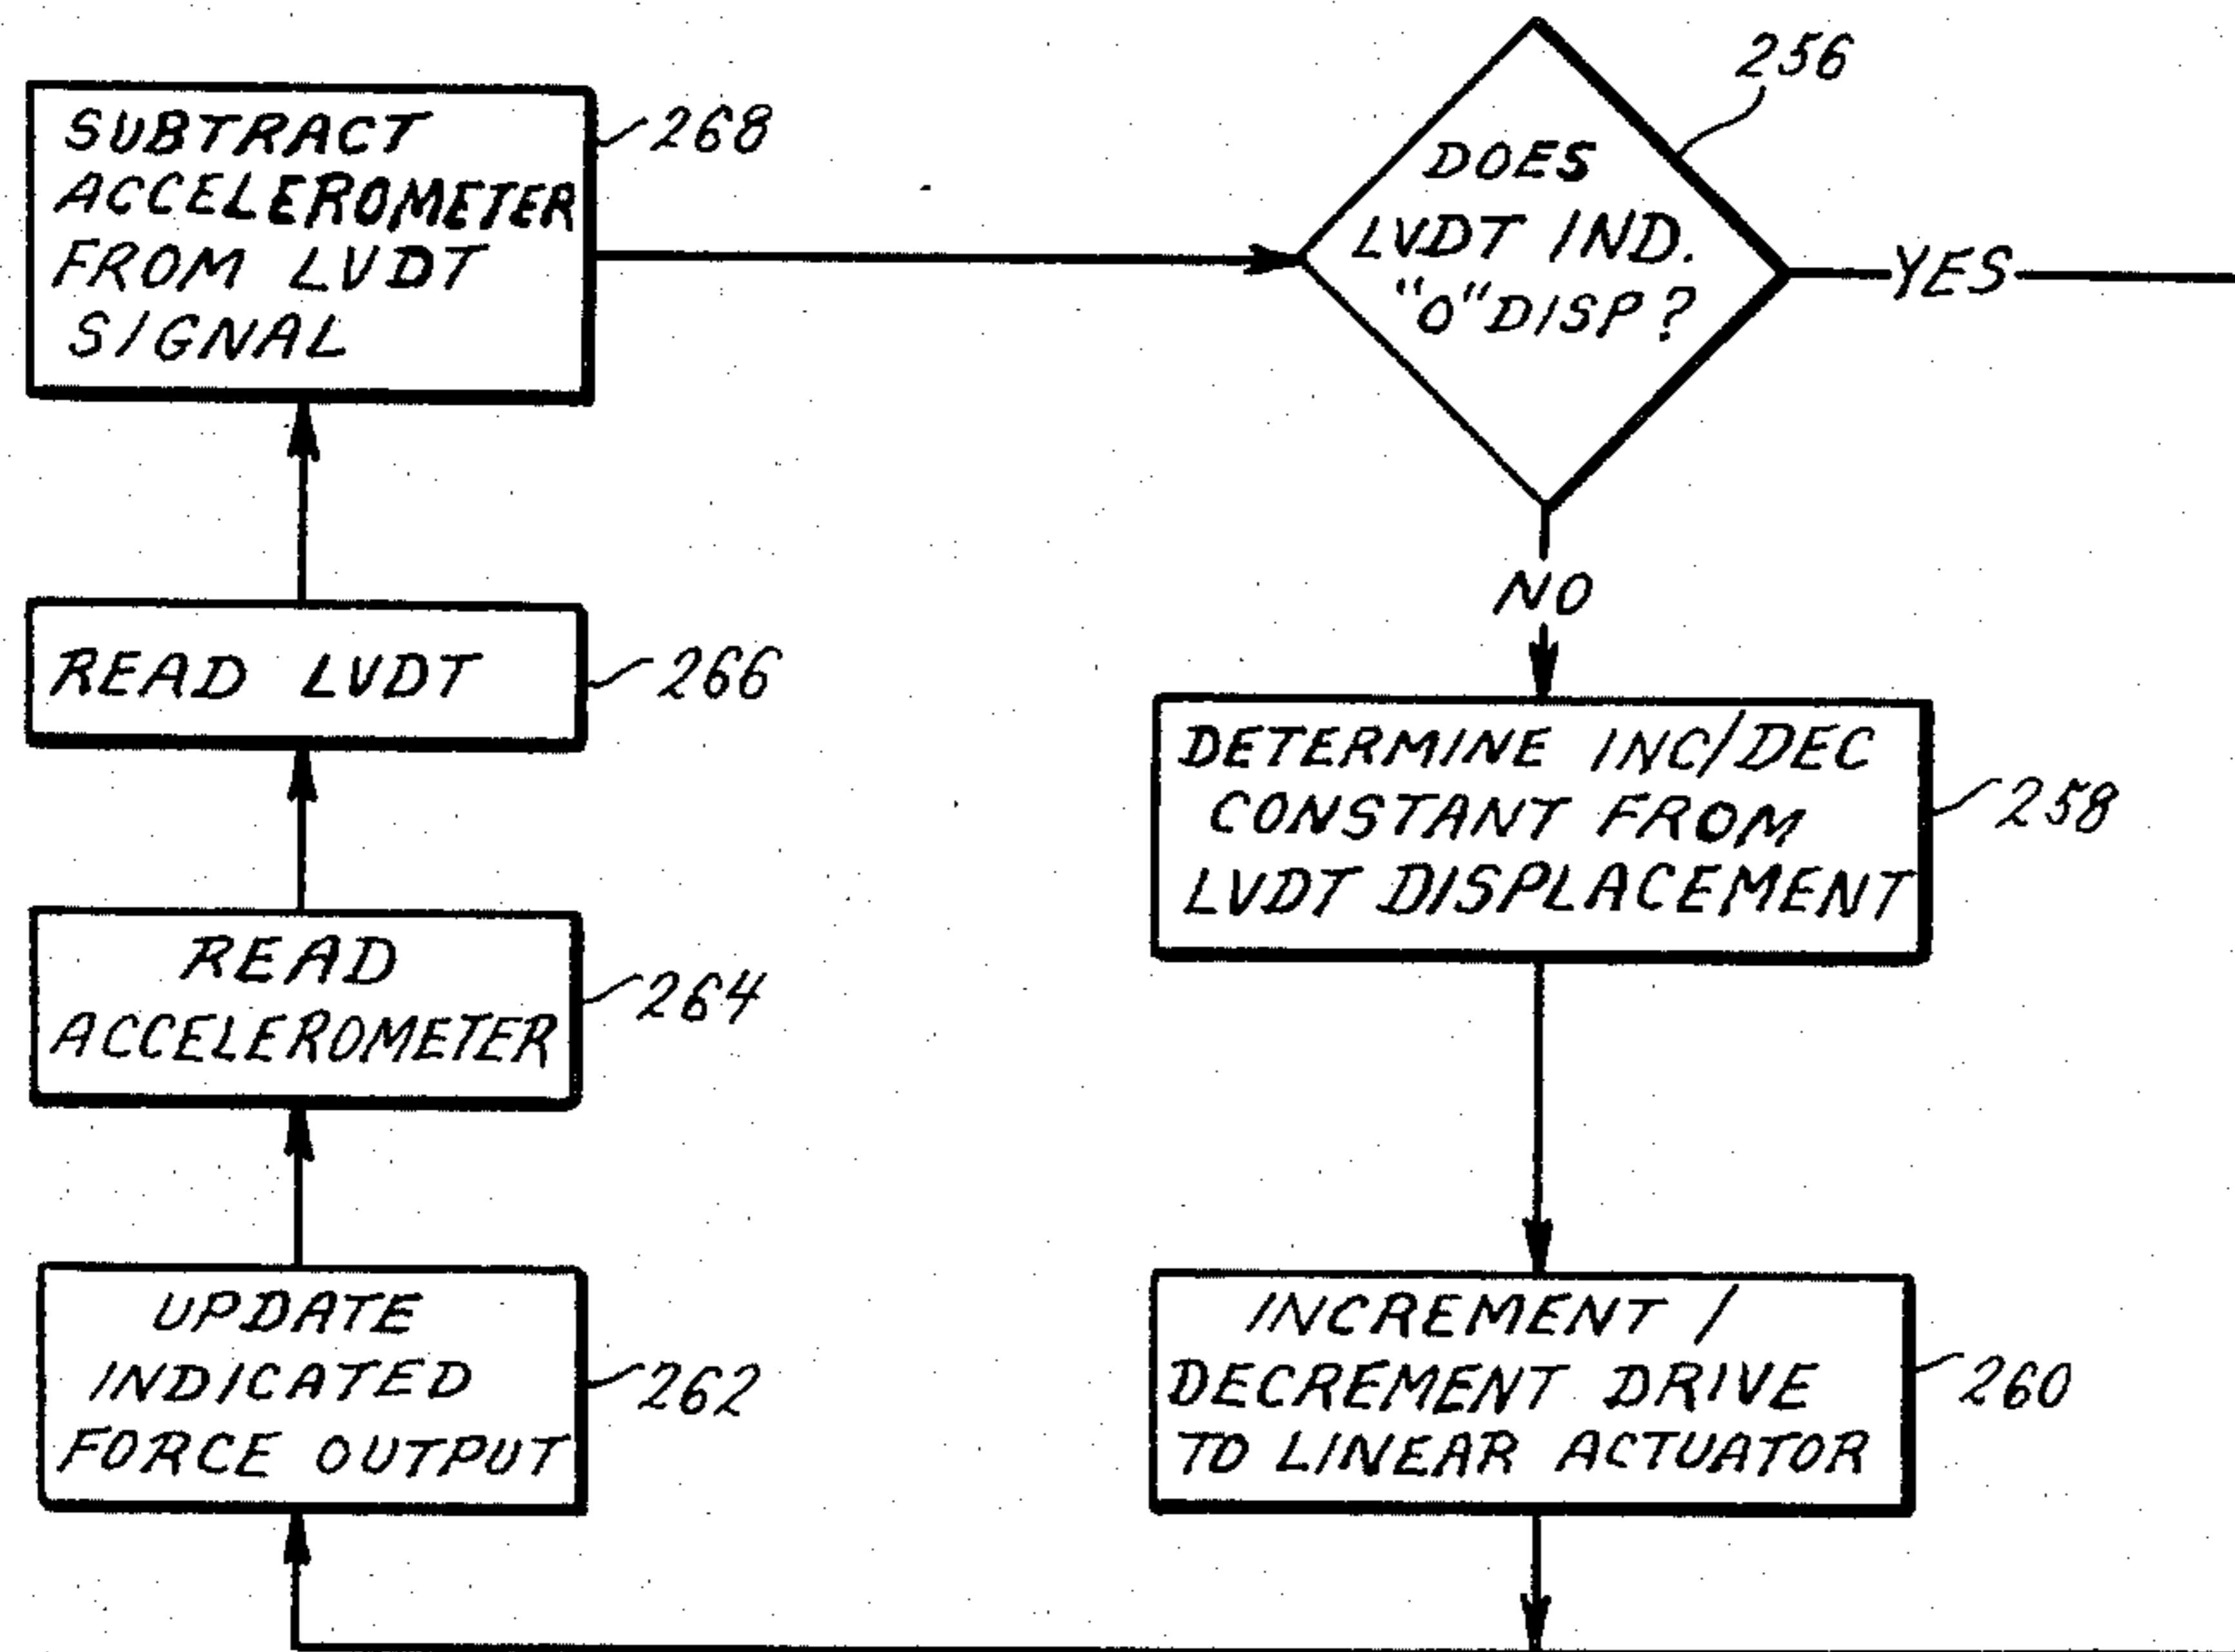 SUBTRACT
ACCELEROMETER
FROM LVDT
SIGNAL
268
DOES
LVDT IND.
"O" DISP?
256
YES
NO
READ LVDT
266
DETERMINE INC/DEC
CONSTANT FROM
LVDT DISPLACEMENT
258
READ
ACCELEROMETER
264
UPDATE
INDICATED
FORCE OUTPUT
262
INCREMENT /
DECREMENT DRIVE
TO LINEAR ACTUATOR
260